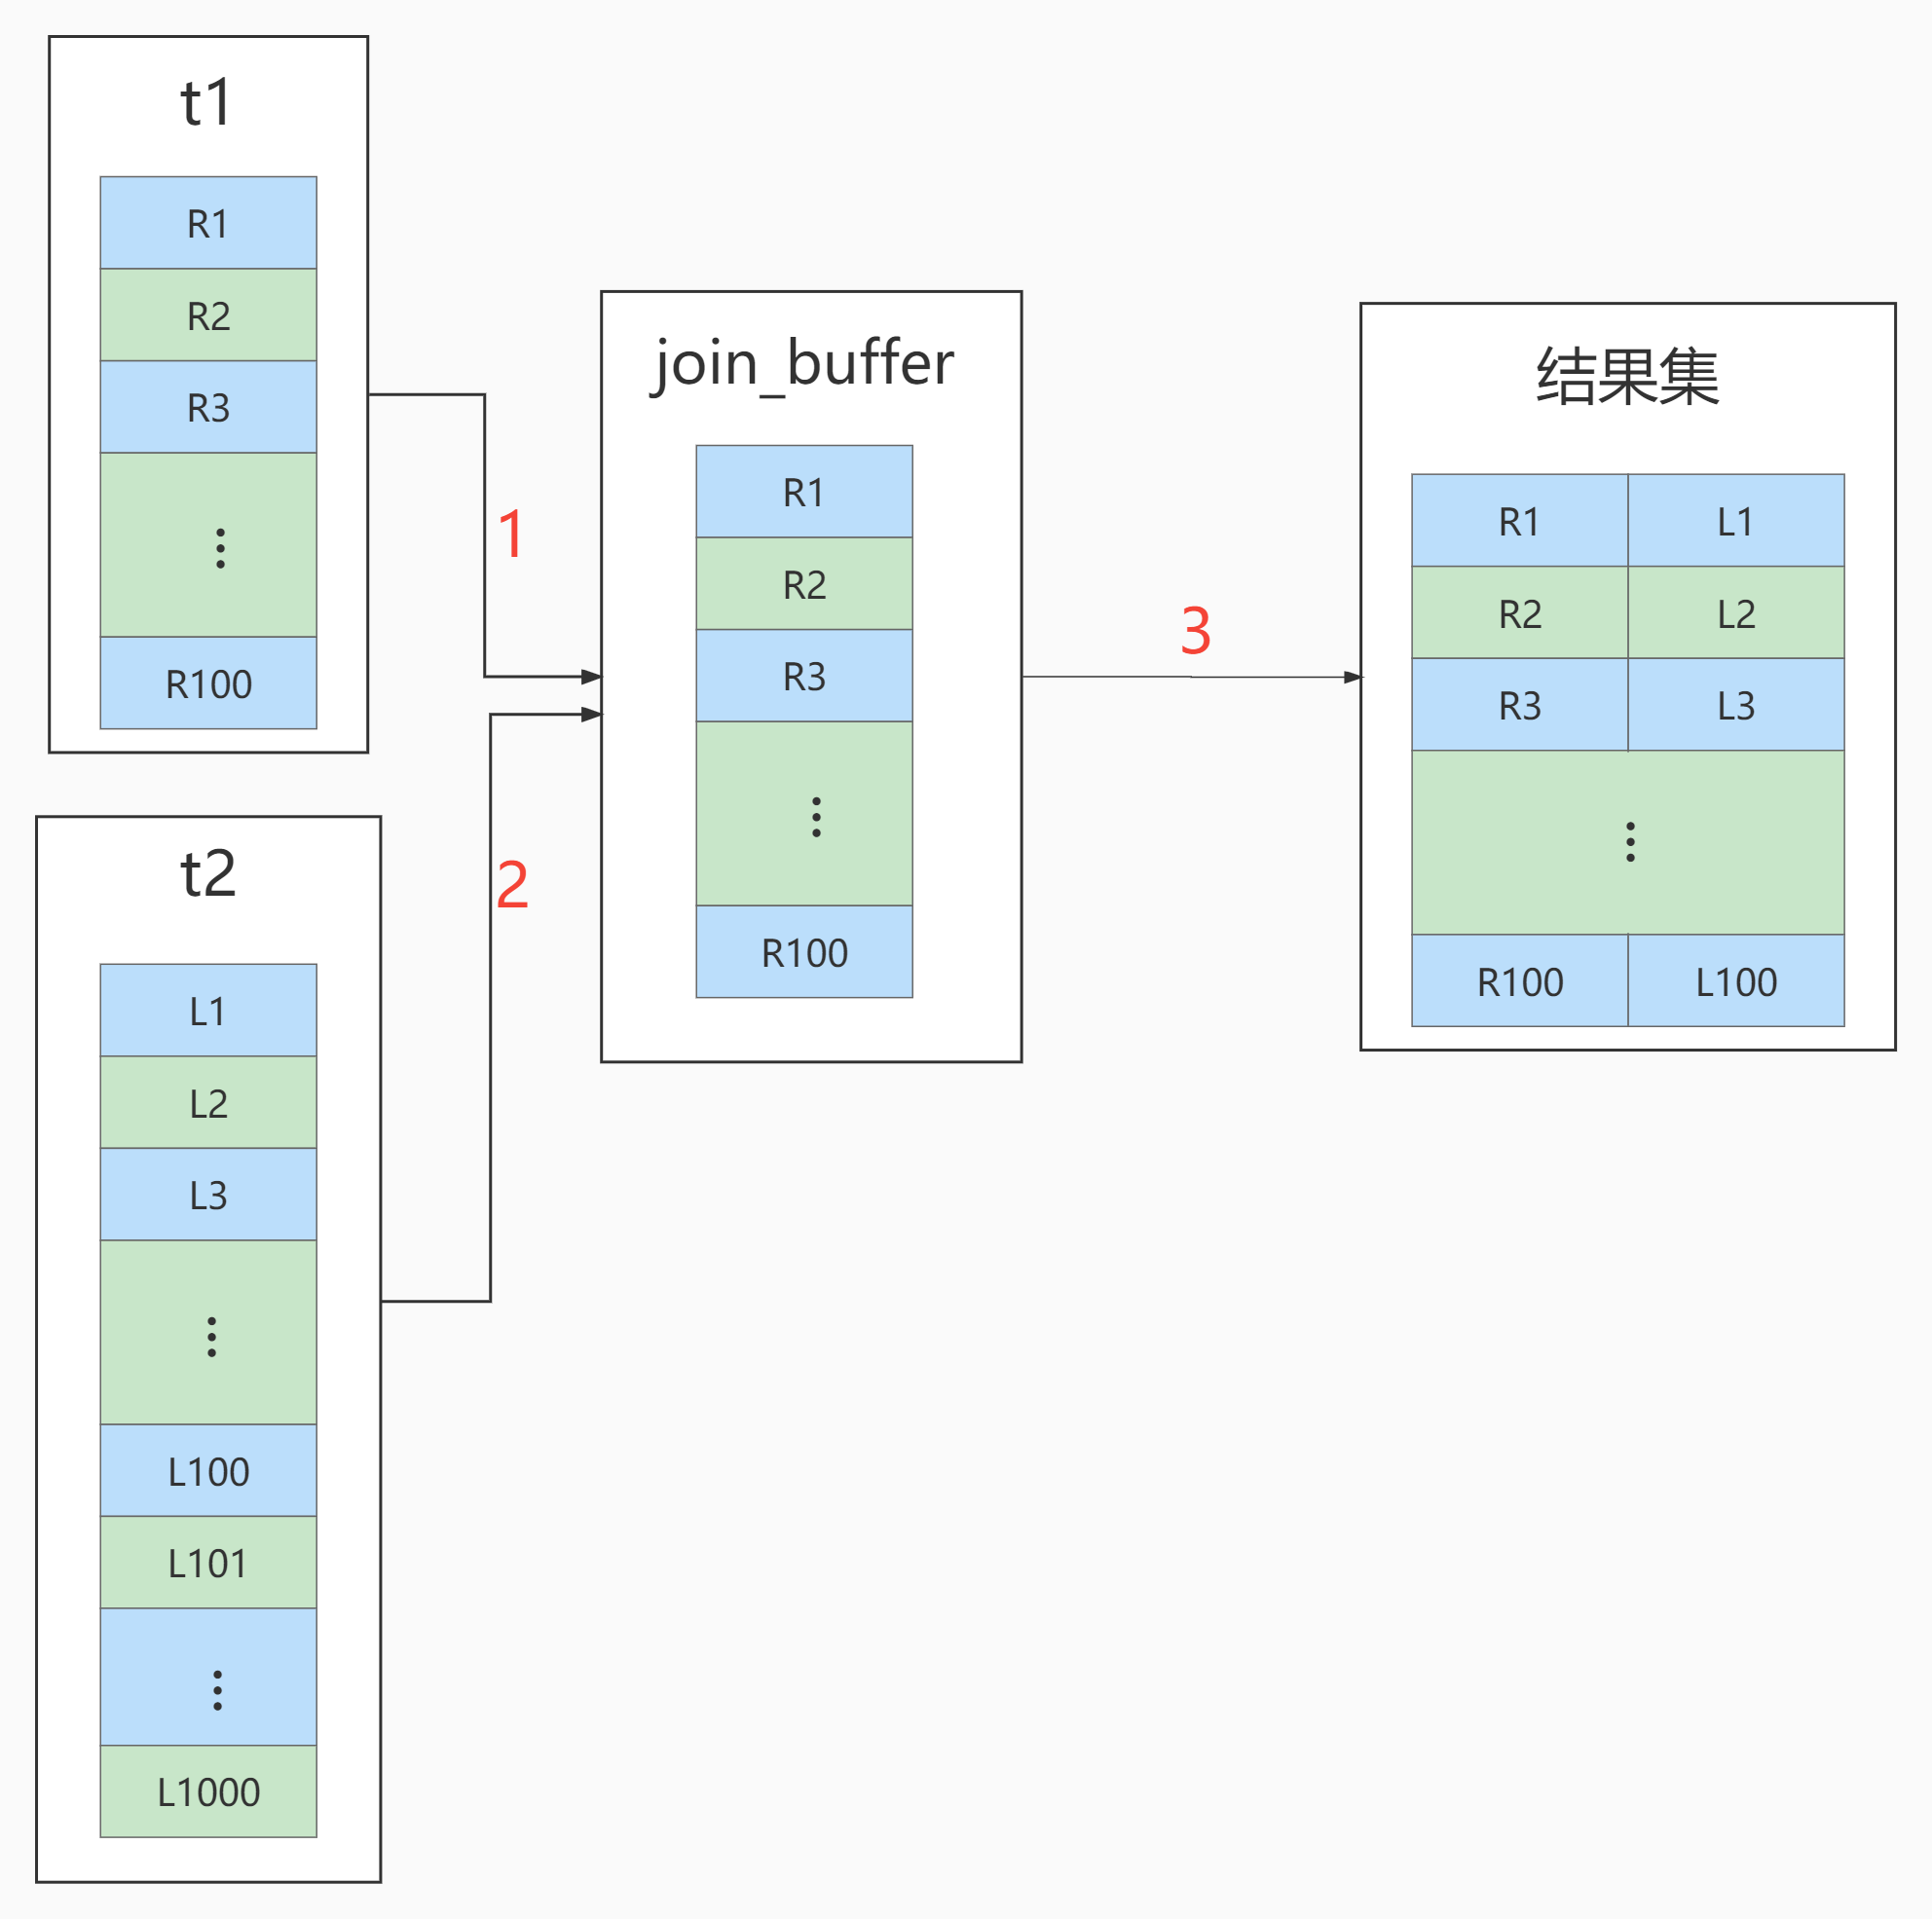 t1
R1
R2
R3
R100
t2
L1
L2
L3
L100
L101
L1000
1
2
join_buffer
R1
R2
R3
R100
3
结果集
R1 L1
R2 L2
R3 L3
R100 L100